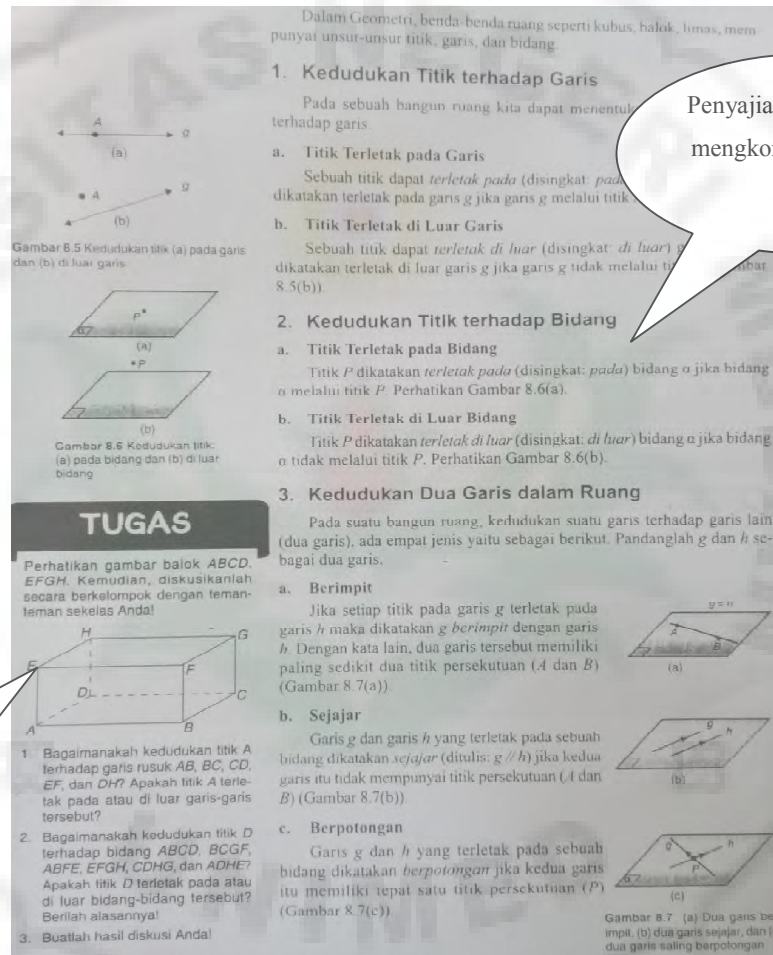 Dalam Geometri, benda-benda ruang seperti kubus, balok, limas, mem
punyai unsur-unsur titik, garis, dan bidang.
1. Kedudukan Titik terhadap Garis
Pada sebuah bangun ruang kita dapat menentuk
terhadap garis.
a. Titik Terletak pada Garis
Sebuah titik dapat terletak pada (disingkat: pada
dikatakan terletak pada garis g jika garis g melalui titik
b. Titik Terletak di Luar Garis
Sebuah titik dapat terletak di luar (disingkat: di luar) g
dikatakan terletak di luar garis g jika garis g tidak melalui ti
mbar
8.5(b)).
2. Kedudukan Titik terhadap Bidang
a. Titik Terletak pada Bidang
Titik P dikatakan terletak pada (disingkat: pada) bidang α jika bidang
α melalui titik P. Perhatikan Gambar 8.6(a).
b. Titik Terletak di Luar Bidang
Titik P dikatakan terletak di luar (disingkat: di luar) bidang α jika bidang
α tidak melalui titik P. Perhatikan Gambar 8.6(b).
3. Kedudukan Dua Garis dalam Ruang
Pada suatu bangun ruang, kedudukan suatu garis terhadap garis lain
(dua garis), ada empat jenis yaitu sebagai berikut. Pandanglah g dan h se-
bagai dua garis.
a. Berimpit
Jika setiap titik pada garis g terletak pada
garis h maka dikatakan g berimpit dengan garis
h. Dengan kata lain, dua garis tersebut memiliki
paling sedikit dua titik persekutuan (A dan B)
(Gambar 8.7(a)).
b. Sejajar
Garis g dan garis h yang terletak pada sebuah
bidang dikatakan sejajar (ditulis: g // h) jika kedua
garis itu tidak mempunyai titik persekutuan (A dan
B) (Gambar 8.7(b)).
c. Berpotongan
Garis g dan h yang terletak pada sebuah
bidang dikatakan berpotongan jika kedua garis
itu memiliki tepat satu titik persekutuan (P)
(Gambar 8.7(c)).
g = h
A
B
(a)
g
h
(b)
g
h
P
α
(c)
Gambar 8.7 (a) Dua garis be
impit, (b) dua garis sejajar, dan (
dua garis saling berpotongan
Penyajia
mengkor
A
g
(a)
A
g
(b)
Gambar 8.5 Kedudukan titik (a) pada garis
dan (b) di luar garis
P
α
(a)
P
(b)
Gambar 8.6 Kedudukan titik:
(a) pada bidang dan (b) di luar
bidang
TUGAS
Perhatikan gambar balok ABCD.
EFGH. Kemudian, diskusikanlah
secara berkelompok dengan teman-
teman sekelas Anda!
H
G
E
F
D
C
A
B
1. Bagaimanakah kedudukan titik A
terhadap garis rusuk AB, BC, CD,
EF, dan DH? Apakah titik A terle-
tak pada atau di luar garis-garis
tersebut?
2. Bagaimanakah kedudukan titik D
terhadap bidang ABCD, BCGF,
ABFE, EFGH, CDHG, dan ADHE?
Apakah titik D terletak pada atau
di luar bidang-bidang tersebut?
Berilah alasannya!
3. Buatlah hasil diskusi Anda!